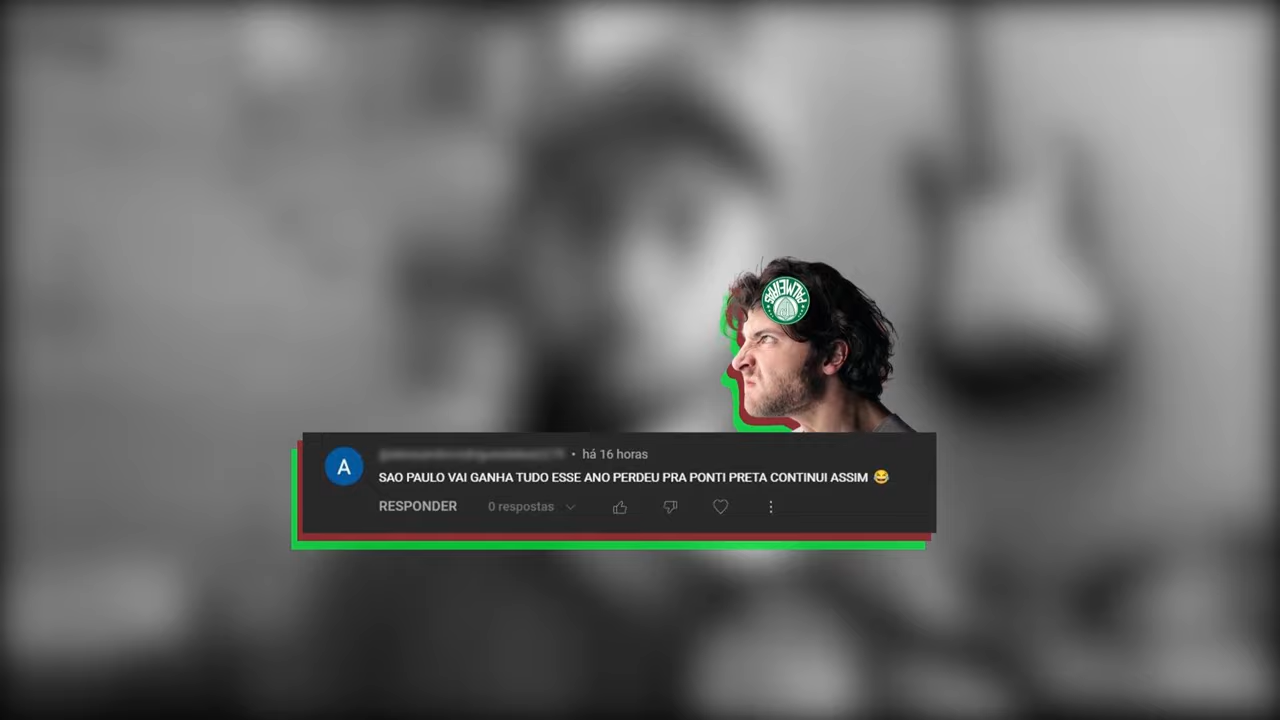 PALMEIRAS
A
• há 16 horas
SAO PAULO VAI GANHA TUDO ESSE ANO PERDEU PRA PONTI PRETA CONTINUI ASSIM 😂
RESPONDER 0 respostas